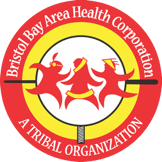 Bristol Bay Area Health Corporation
A TRIBAL ORGANIZATION